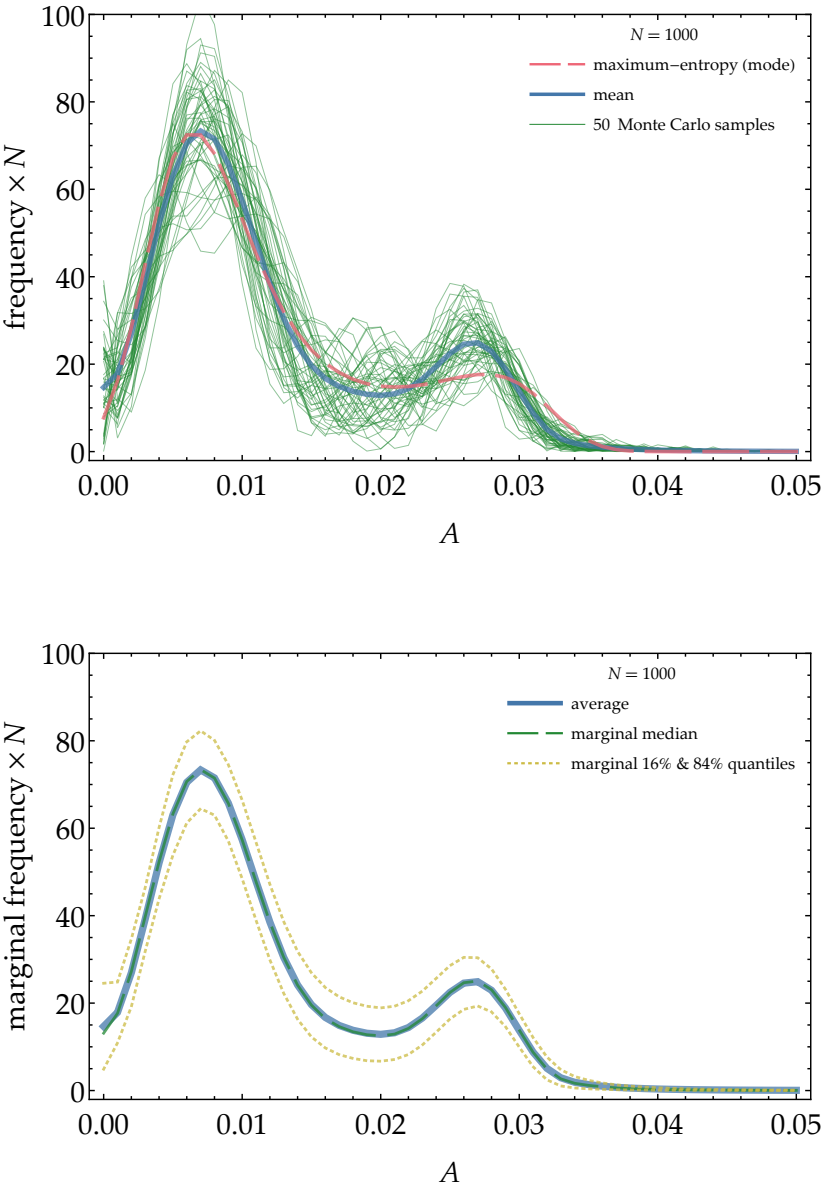 100
80
60
40
20
0
frequency × N
N = 1000
maximum−entropy (mode)
mean
50 Monte Carlo samples
0.00 0.01 0.02 0.03 0.04 0.05
A
100
80
60
40
20
0
marginal frequency × N
N = 1000
average
marginal median
marginal 16% & 84% quantiles
0.00 0.01 0.02 0.03 0.04 0.05
A